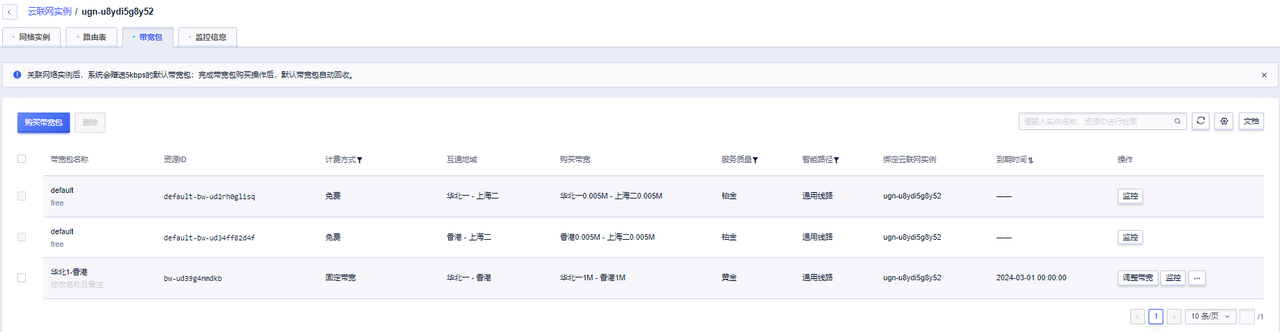 云联网实例 / ugn-u8ydi5g8y52
网络实例 路由表 带宽包 监控信息
关联网络实例后，系统会赠送5kbps的默认带宽包；完成带宽包购买操作后，默认带宽包自动回收。
购买带宽包 删除 请输入实例名称、资源ID进行检索 文档
带宽包名称 资源ID 计费方式 互通地域 购买带宽 服务质量 智能路径 绑定云联网实例 到期时间 操作
default default-bw-ud2rh0glisq 免费 华北一 - 上海二 华北一0.005M - 上海二0.005M 铂金 通用线路 ugn-u8ydi5g8y52 —— 监控
free
default default-bw-ud34ff82d4f 免费 香港 - 上海二 香港0.005M - 上海二0.005M 铂金 通用线路 ugn-u8ydi5g8y52 —— 监控
free
华北1-香港 bw-ud39g4nmdkb 固定带宽 华北一 - 香港 华北一1M - 香港1M 黄金 通用线路 ugn-u8ydi5g8y52 2024-03-01 00:00:00 调整带宽 监控 ...
修改名称及备注
1 10 条/页 /1